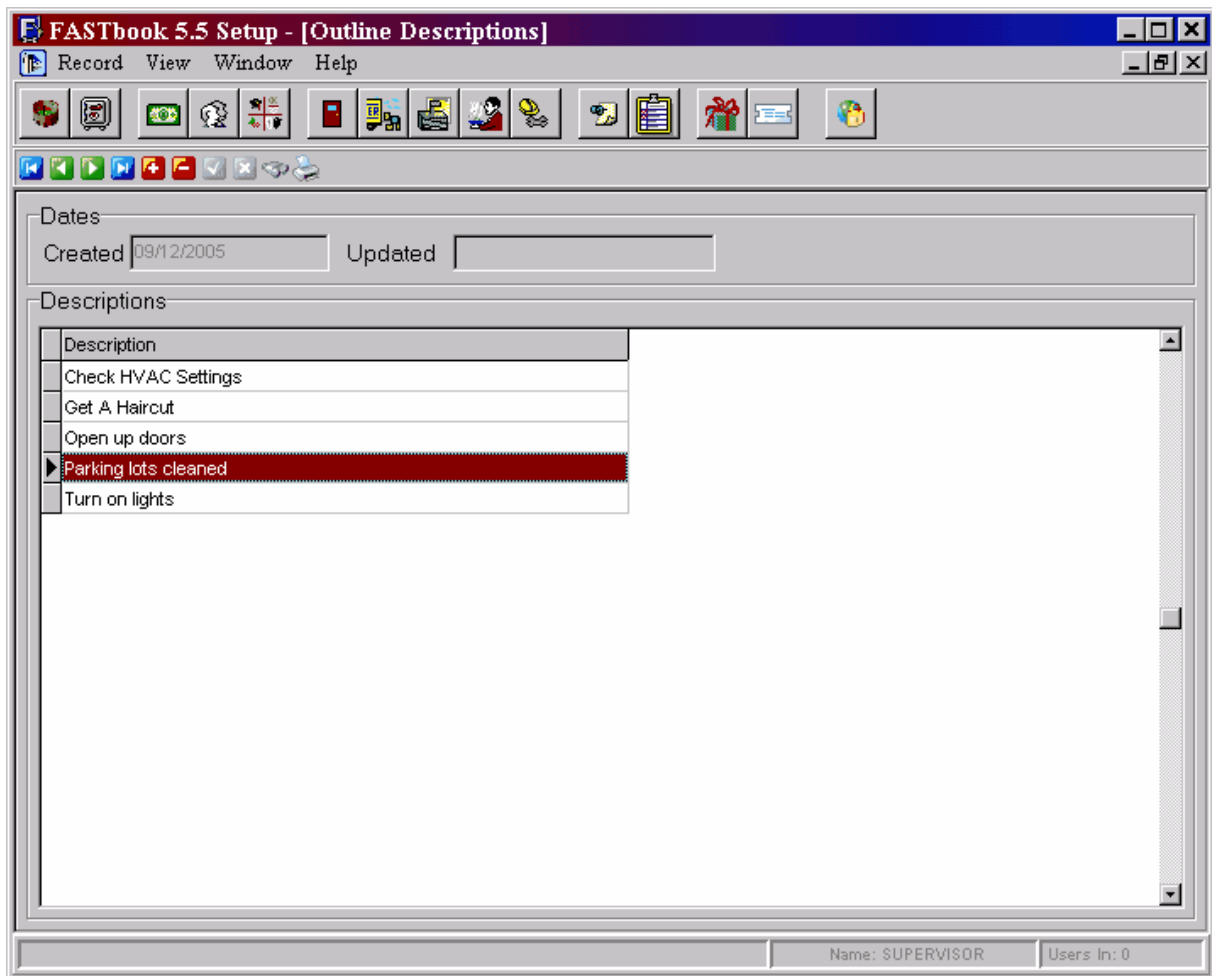 FASTbook 5.5 Setup - [Outline Descriptions]
Record View Window Help
Dates
Created 09/12/2005 Updated
Descriptions
Description
Check HVAC Settings
Get A Haircut
Open up doors
Parking lots cleaned
Turn on lights
Name: SUPERVISOR Users In: 0